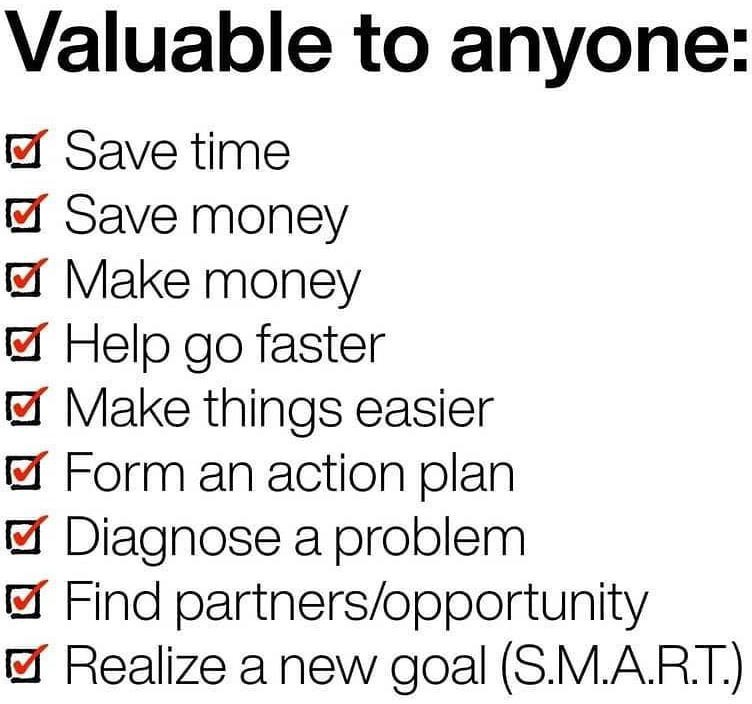 Valuable to anyone:
Save time
Save money
Make money
Help go faster
Make things easier
Form an action plan
Diagnose a problem
Find partners/opportunity
Realize a new goal (S.M.A.R.T.)